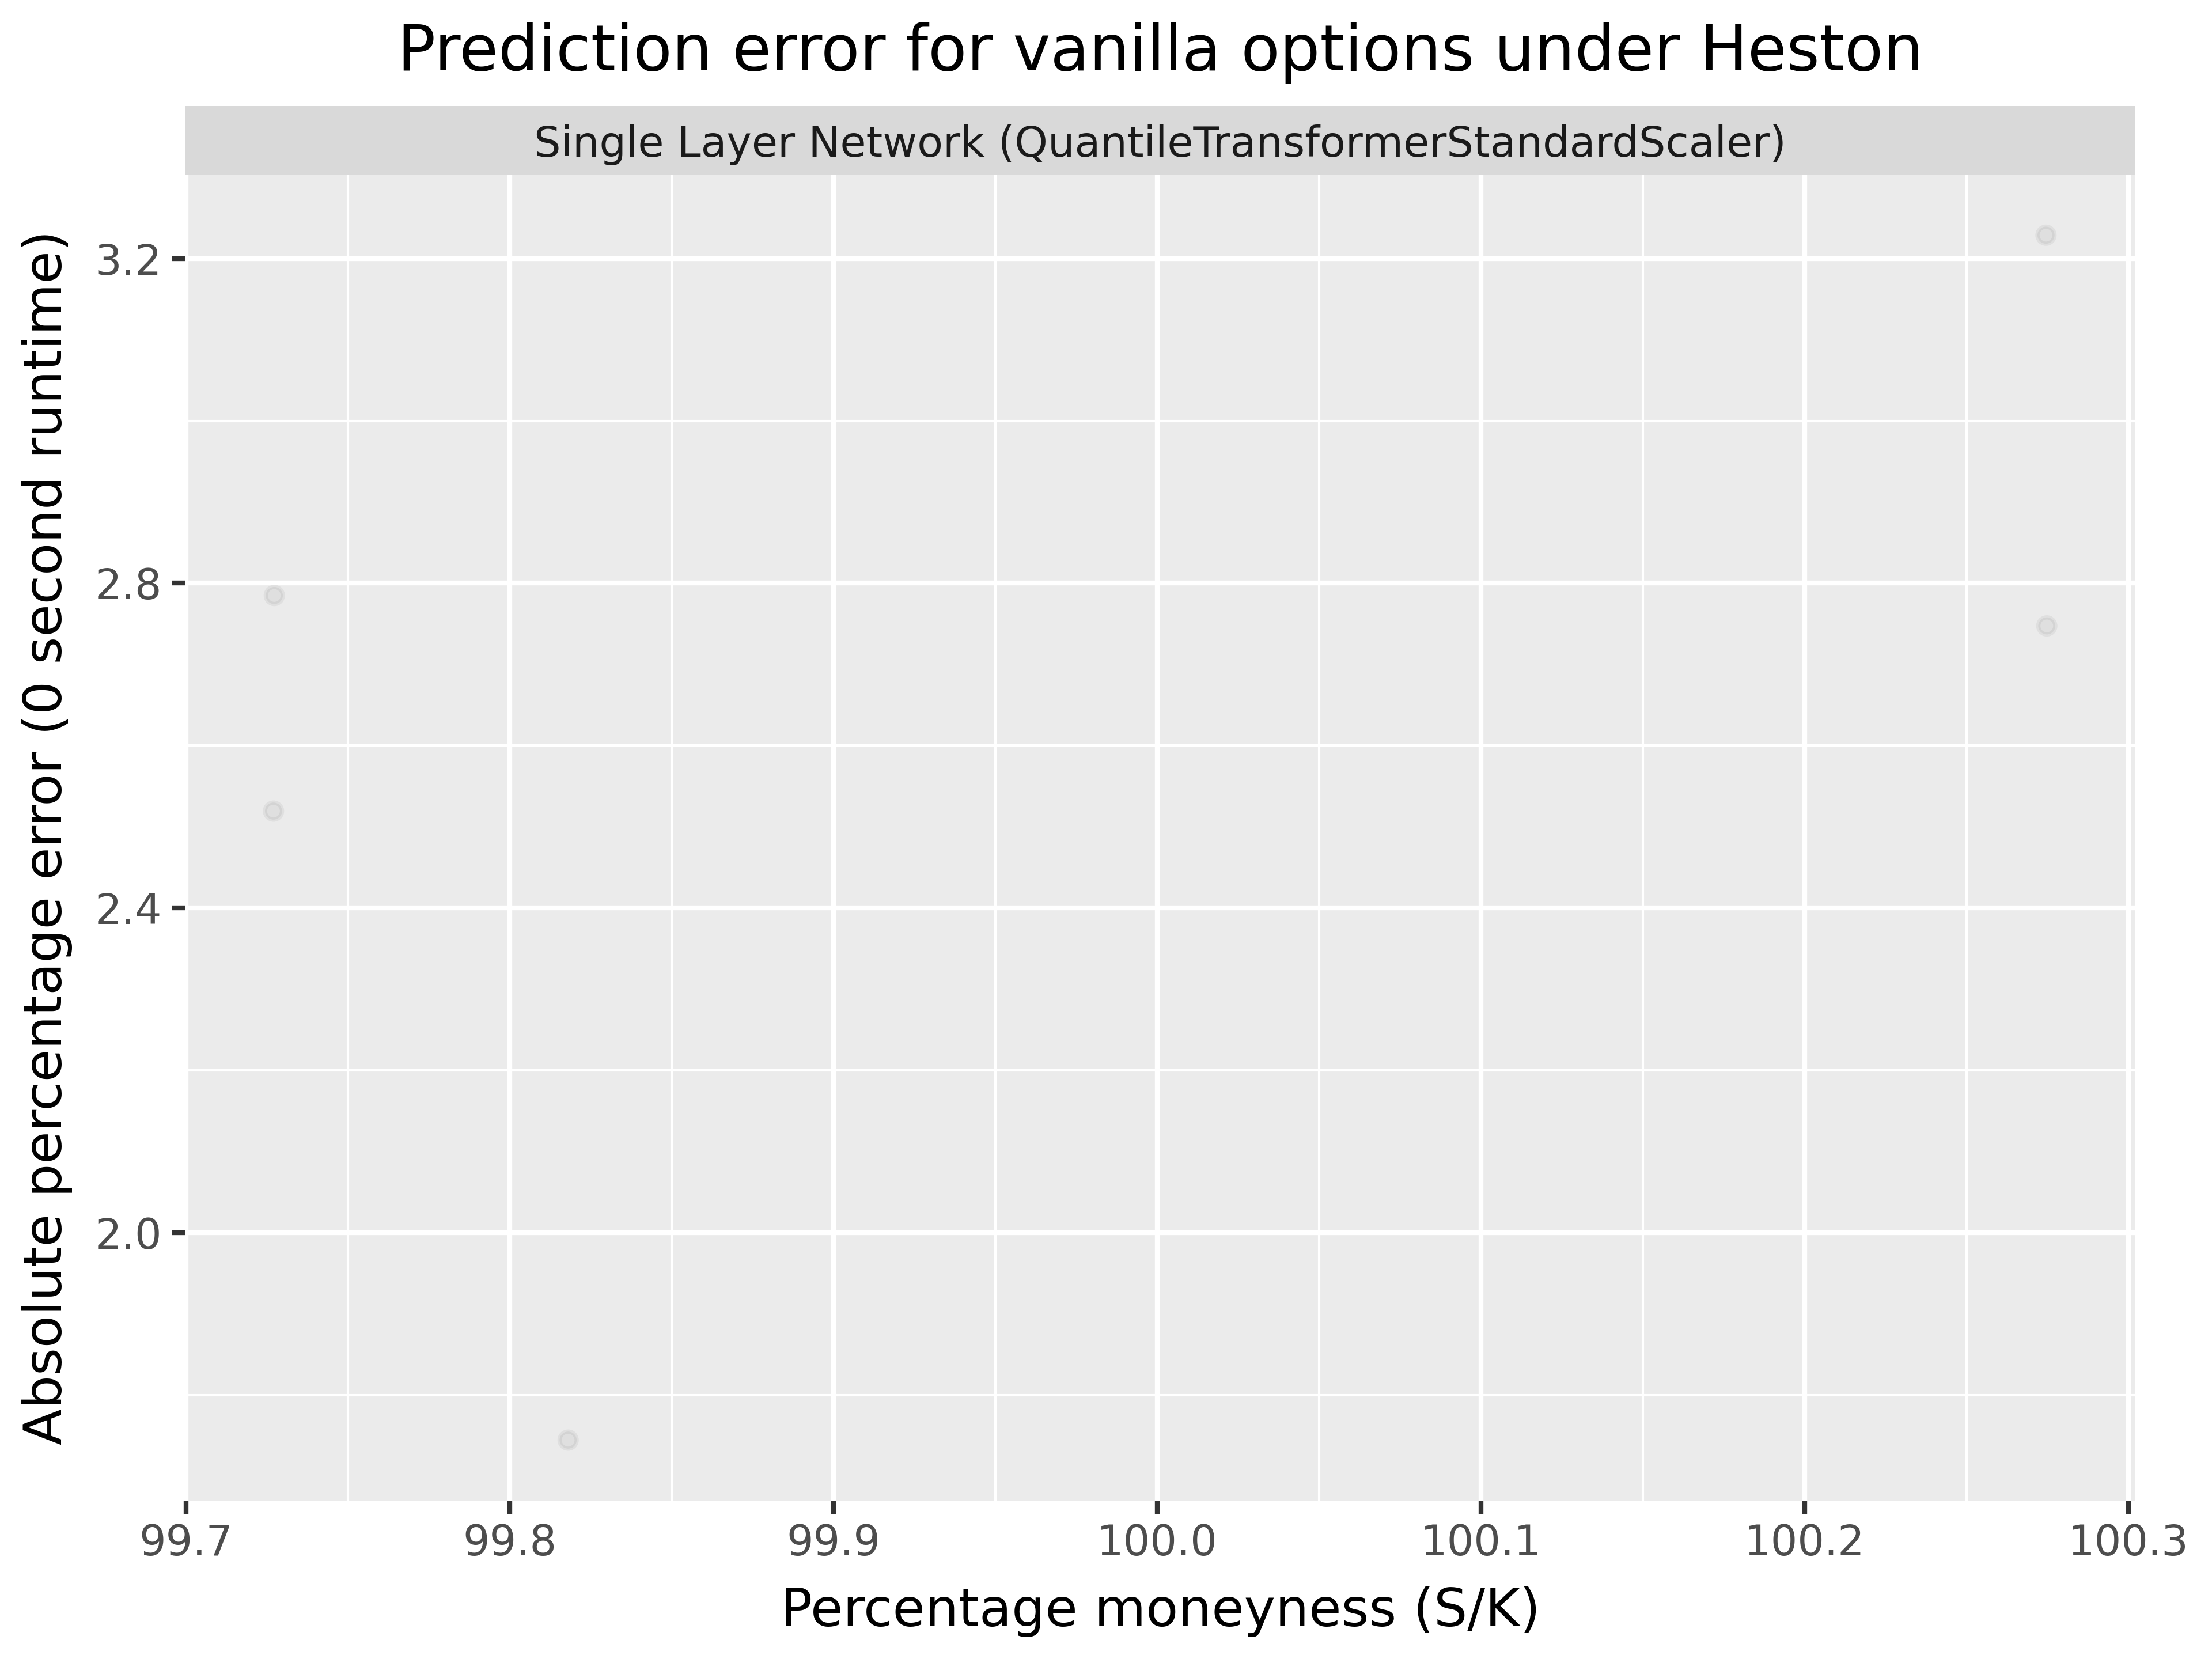 Prediction error for vanilla options under Heston
Single Layer Network (QuantileTransformerStandardScaler)
Absolute percentage error (0 second runtime)
3.2
2.8
2.4
2.0
99.7
99.8
99.9
100.0
100.1
100.2
100.3
Percentage moneyness (S/K)